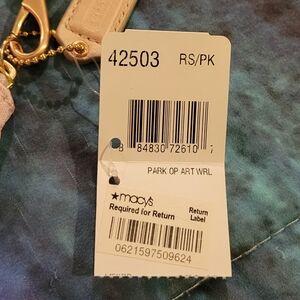 42503 RS/PK
8 84830 72610 7
PARK OP ART WRL
★macy's
Required for Return
Return
Label
0621597509624